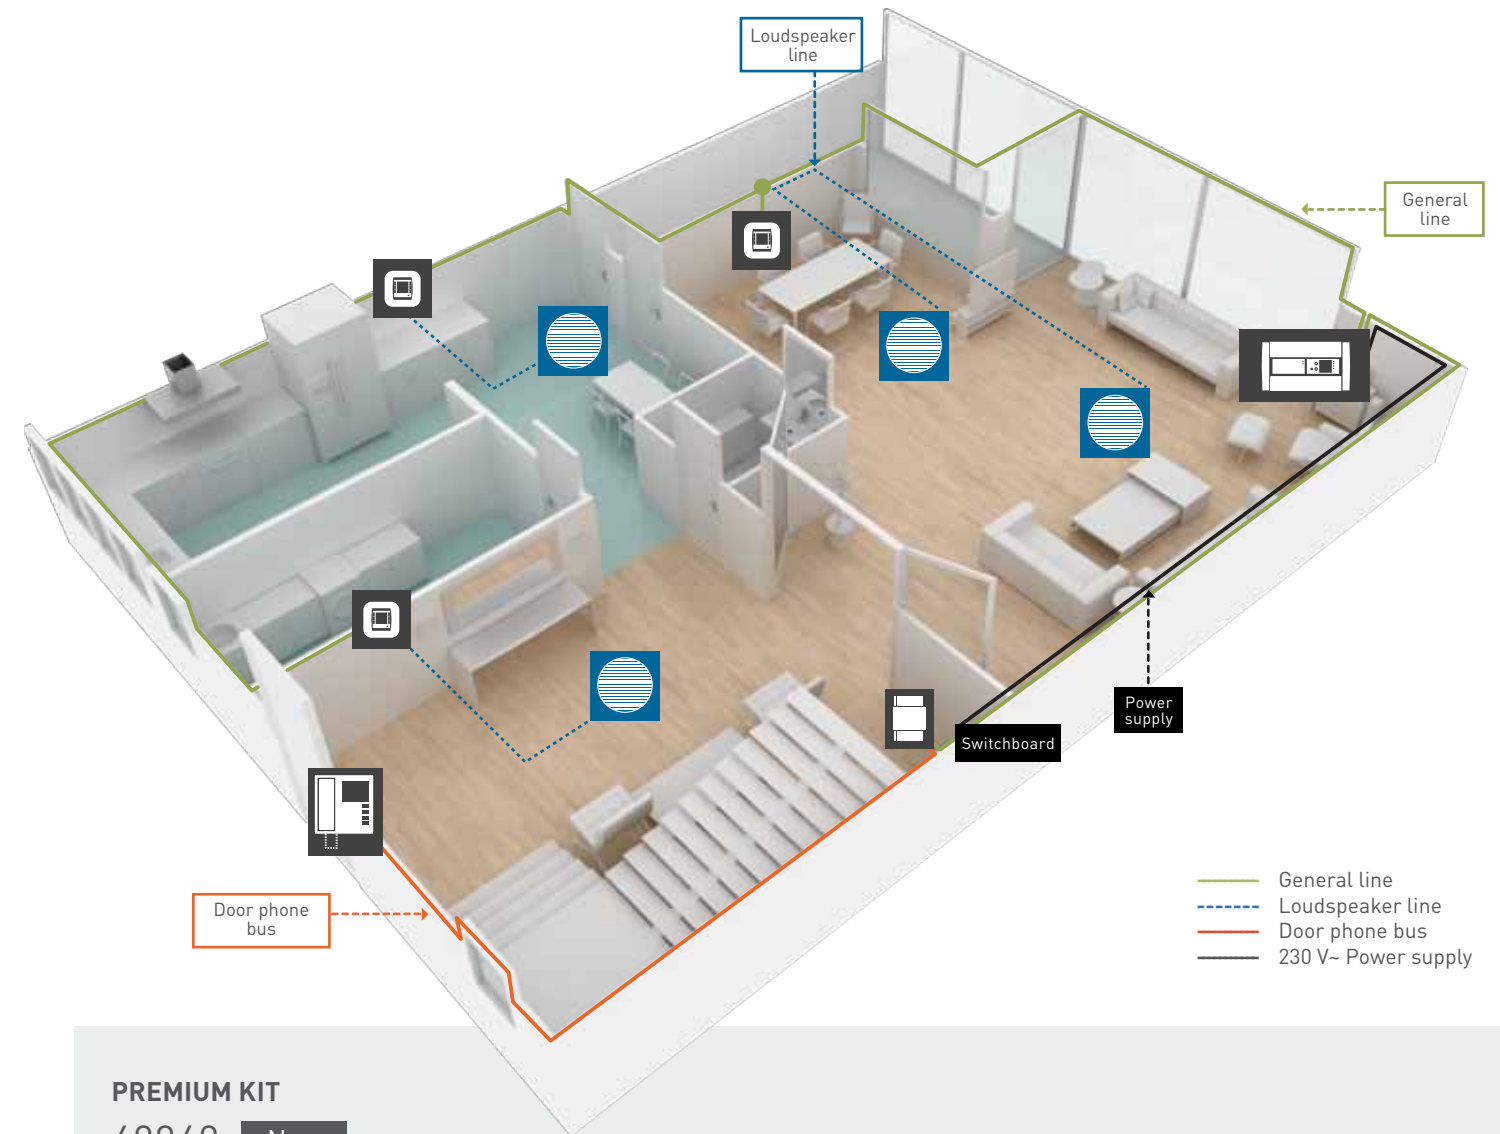 Loudspeaker
line
General
line
Power
supply
Switchboard
Door phone
bus
General line
Loudspeaker line
Door phone bus
230 V~ Power supply
PREMIUM KIT